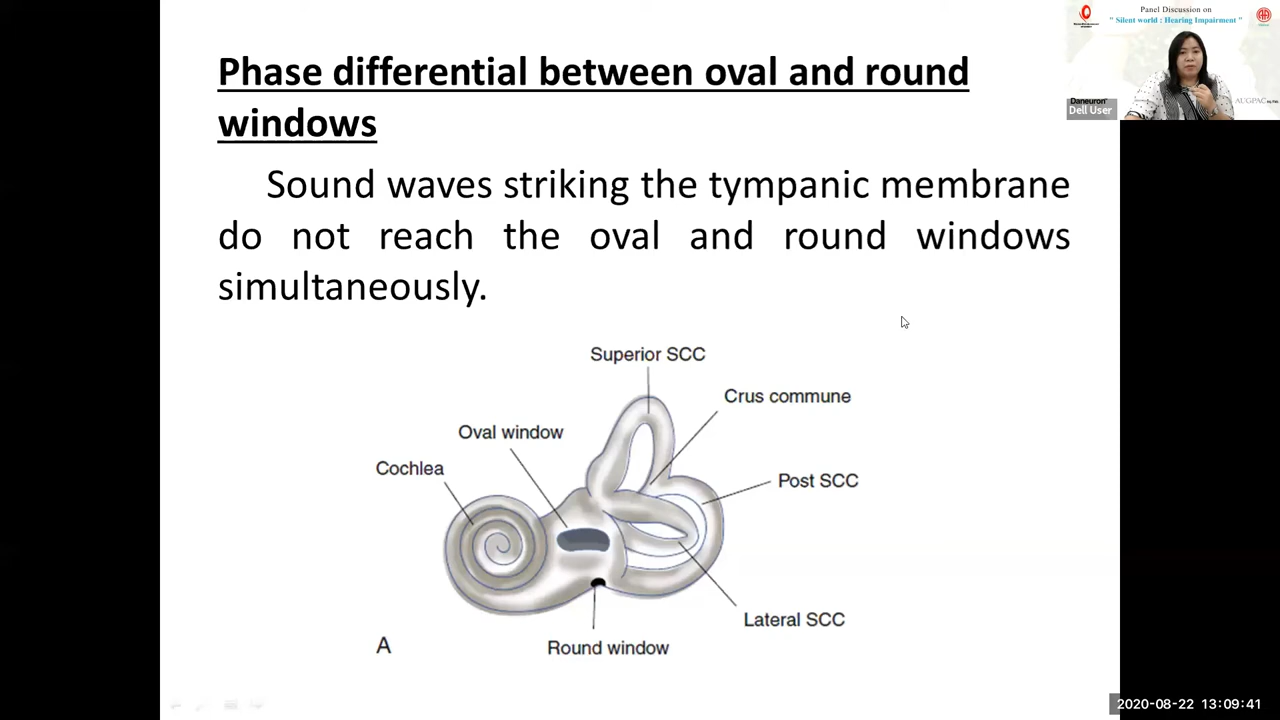 Phase differential between oval and round
windows
Sound waves striking the tympanic membrane
do not reach the oval and round windows
simultaneously.
Superior SCC
Crus commune
Oval window
Cochlea
Post SCC
Lateral SCC
Round window
A
Panel Discussion on
" Silent world : Hearing Impairment "
Daneuron
Dell User
AUGPAC
2020-08-22 13:09:41